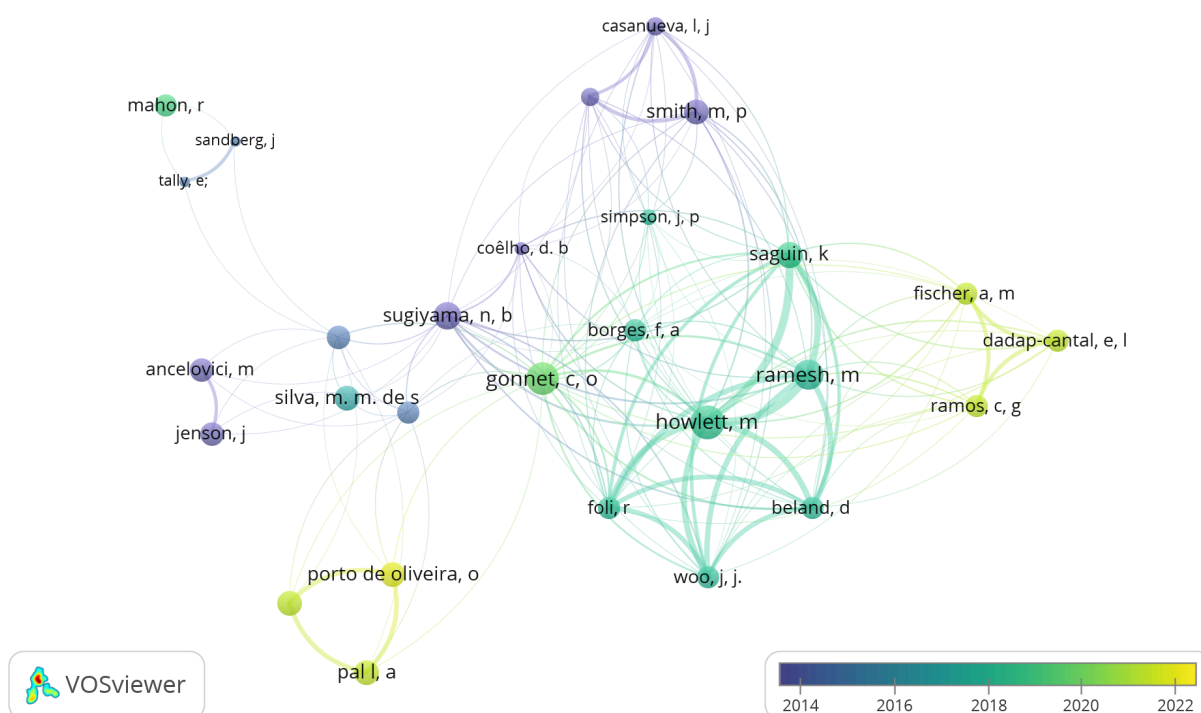 casanueva, l, j
mahon, r
smith, m, p
sandberg, j
tally, e;
simpson, j, p
coêlho, d. b
saguin, k
fischer, a, m
sugiyama, n, b
borges, f, a
dadap-cantal, e, l
ancelovici, m
gonnet, c, o
ramesh, m
silva, m. m. de s
ramos, c, g
howlett, m
jenson, j
foli, r
beland, d
porto de oliveira, o
woo, j, j.
pal l, a
VOSviewer
2014 2016 2018 2020 2022